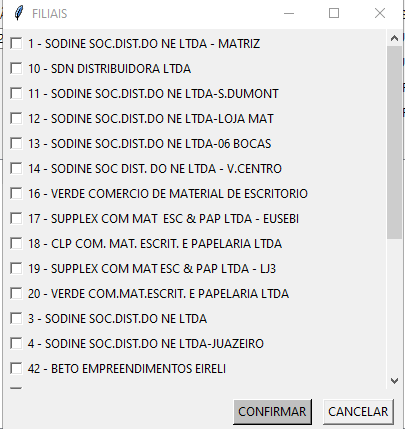 FILIAIS
1 - SODINE SOC.DIST.DO NE LTDA - MATRIZ
10 - SDN DISTRIBUIDORA LTDA
11 - SODINE SOC.DIST.DO NE LTDA-S.DUMONT
12 - SODINE SOC.DIST.DO NE LTDA-LOJA MAT
13 - SODINE SOC.DIST.DO NE LTDA-06 BOCAS
14 - SODINE SOC DIST. DO NE LTDA - V.CENTRO
16 - VERDE COMERCIO DE MATERIAL DE ESCRITORIO
17 - SUPPLEX COM MAT  ESC & PAP LTDA - EUSEBI
18 - CLP COM. MAT. ESCRIT. E PAPELARIA LTDA
19 - SUPPLEX COM MAT ESC & PAP LTDA - LJ3
20 - VERDE COM.MAT.ESCRIT. E PAPELARIA LTDA
3 - SODINE SOC.DIST.DO NE LTDA
4 - SODINE SOC.DIST.DO NE LTDA-JUAZEIRO
42 - BETO EMPREENDIMENTOS EIRELI
CONFIRMAR CANCELAR